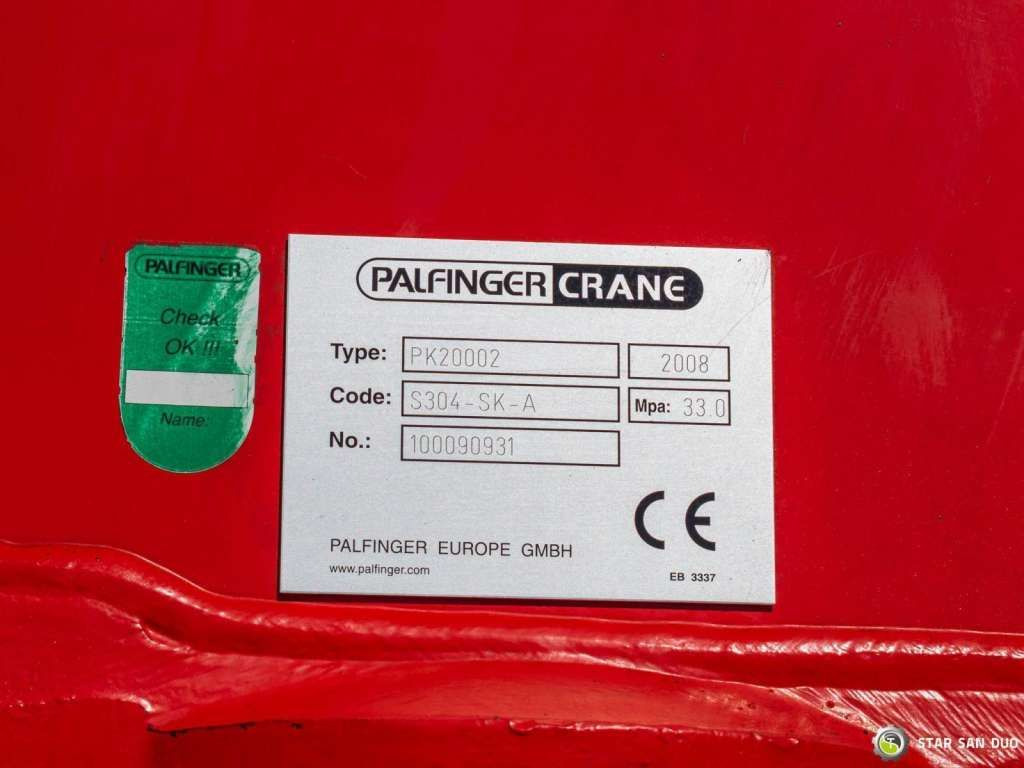 PALFINGER
Check
OK !!!
Name:
PALFINGER CRANE
Type: PK20002 2008
Code: S304-SK-A Mpa: 33.0
No.: 100090931
CE
PALFINGER EUROPE GMBH
www.palfinger.com
EB 3337
STAR SAN DUO